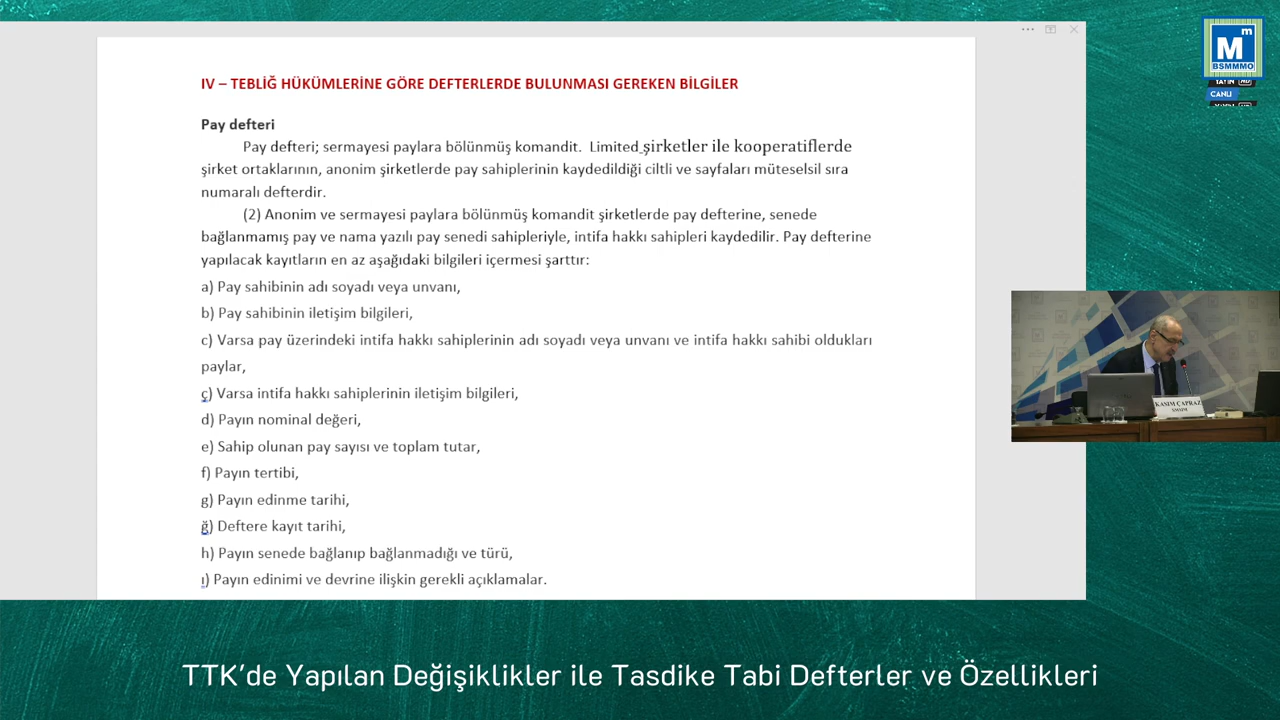 IV – TEBLİĞ HÜKÜMLERİNE GÖRE DEFTERLERDE BULUNMASI GEREKEN BİLGİLER
Pay defteri
Pay defteri; sermayesi paylara bölünmüş komandit. Limited şirketler ile kooperatiflerde
şirket ortaklarının, anonim şirketlerde pay sahiplerinin kaydedildiği ciltli ve sayfaları müteselsil sıra
numaralı defterdir.
(2) Anonim ve sermayesi paylara bölünmüş komandit şirketlerde pay defterine, senede
bağlanmamış pay ve nama yazılı pay senedi sahipleriyle, intifa hakkı sahipleri kaydedilir. Pay defterine
yapılacak kayıtların en az aşağıdaki bilgileri içermesi şarttır:
a) Pay sahibinin adı soyadı veya unvanı,
b) Pay sahibinin iletişim bilgileri,
c) Varsa pay üzerindeki intifa hakkı sahiplerinin adı soyadı veya unvanı ve intifa hakkı sahibi oldukları
paylar,
ç) Varsa intifa hakkı sahiplerinin iletişim bilgileri,
d) Payın nominal değeri,
e) Sahip olunan pay sayısı ve toplam tutar,
f) Payın tertibi,
g) Payın edinme tarihi,
ğ) Deftere kayıt tarihi,
h) Payın senede bağlanıp bağlanmadığı ve türü,
ı) Payın edinimi ve devrine ilişkin gerekli açıklamalar.
Mm
BSMMMO
YAYIN HD
CANLI
KASIM ÇAPRAZ
SMMM
TTK'de Yapılan Değişiklikler ile Tasdike Tabi Defterler ve Özellikleri